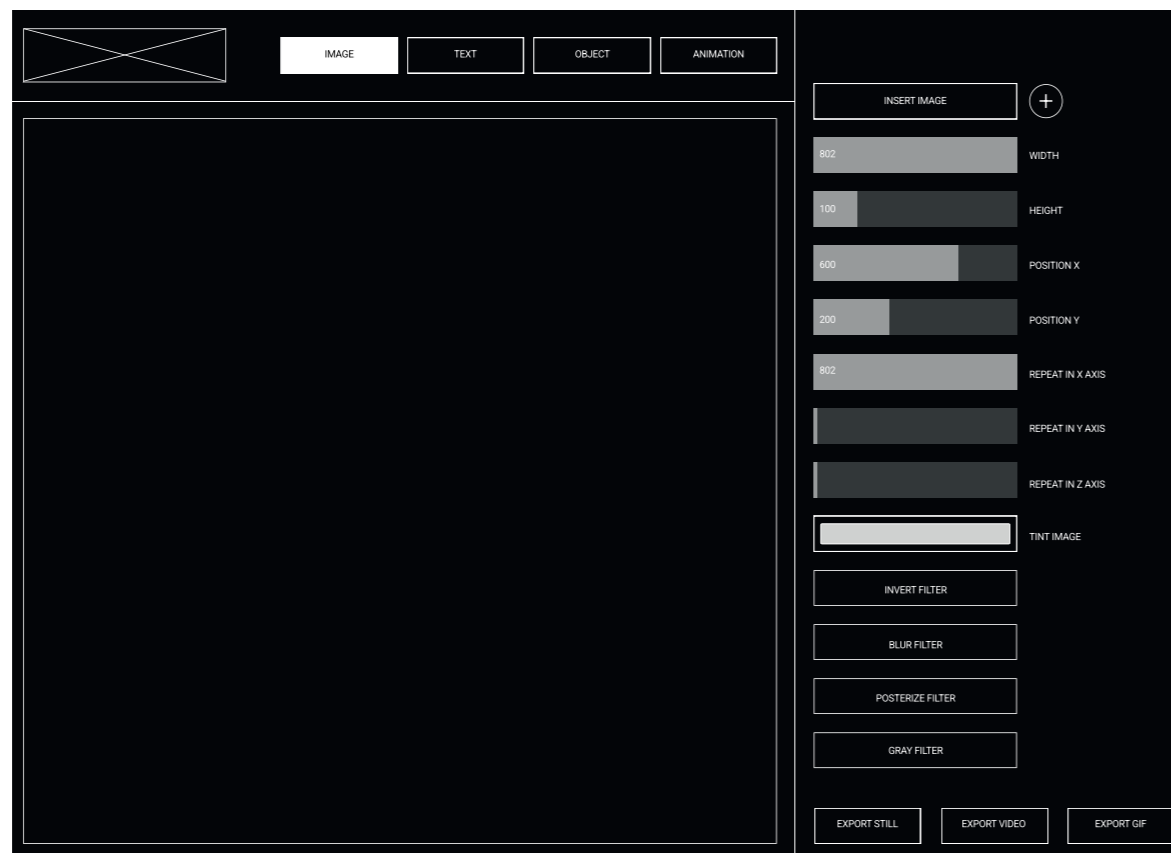 IMAGE
TEXT
OBJECT
ANIMATION
INSERT IMAGE
+
802
WIDTH
100
HEIGHT
600
POSITION X
200
POSITION Y
802
REPEAT IN X AXIS
REPEAT IN Y AXIS
REPEAT IN Z AXIS
TINT IMAGE
INVERT FILTER
BLUR FILTER
POSTERIZE FILTER
GRAY FILTER
EXPORT STILL
EXPORT VIDEO
EXPORT GIF